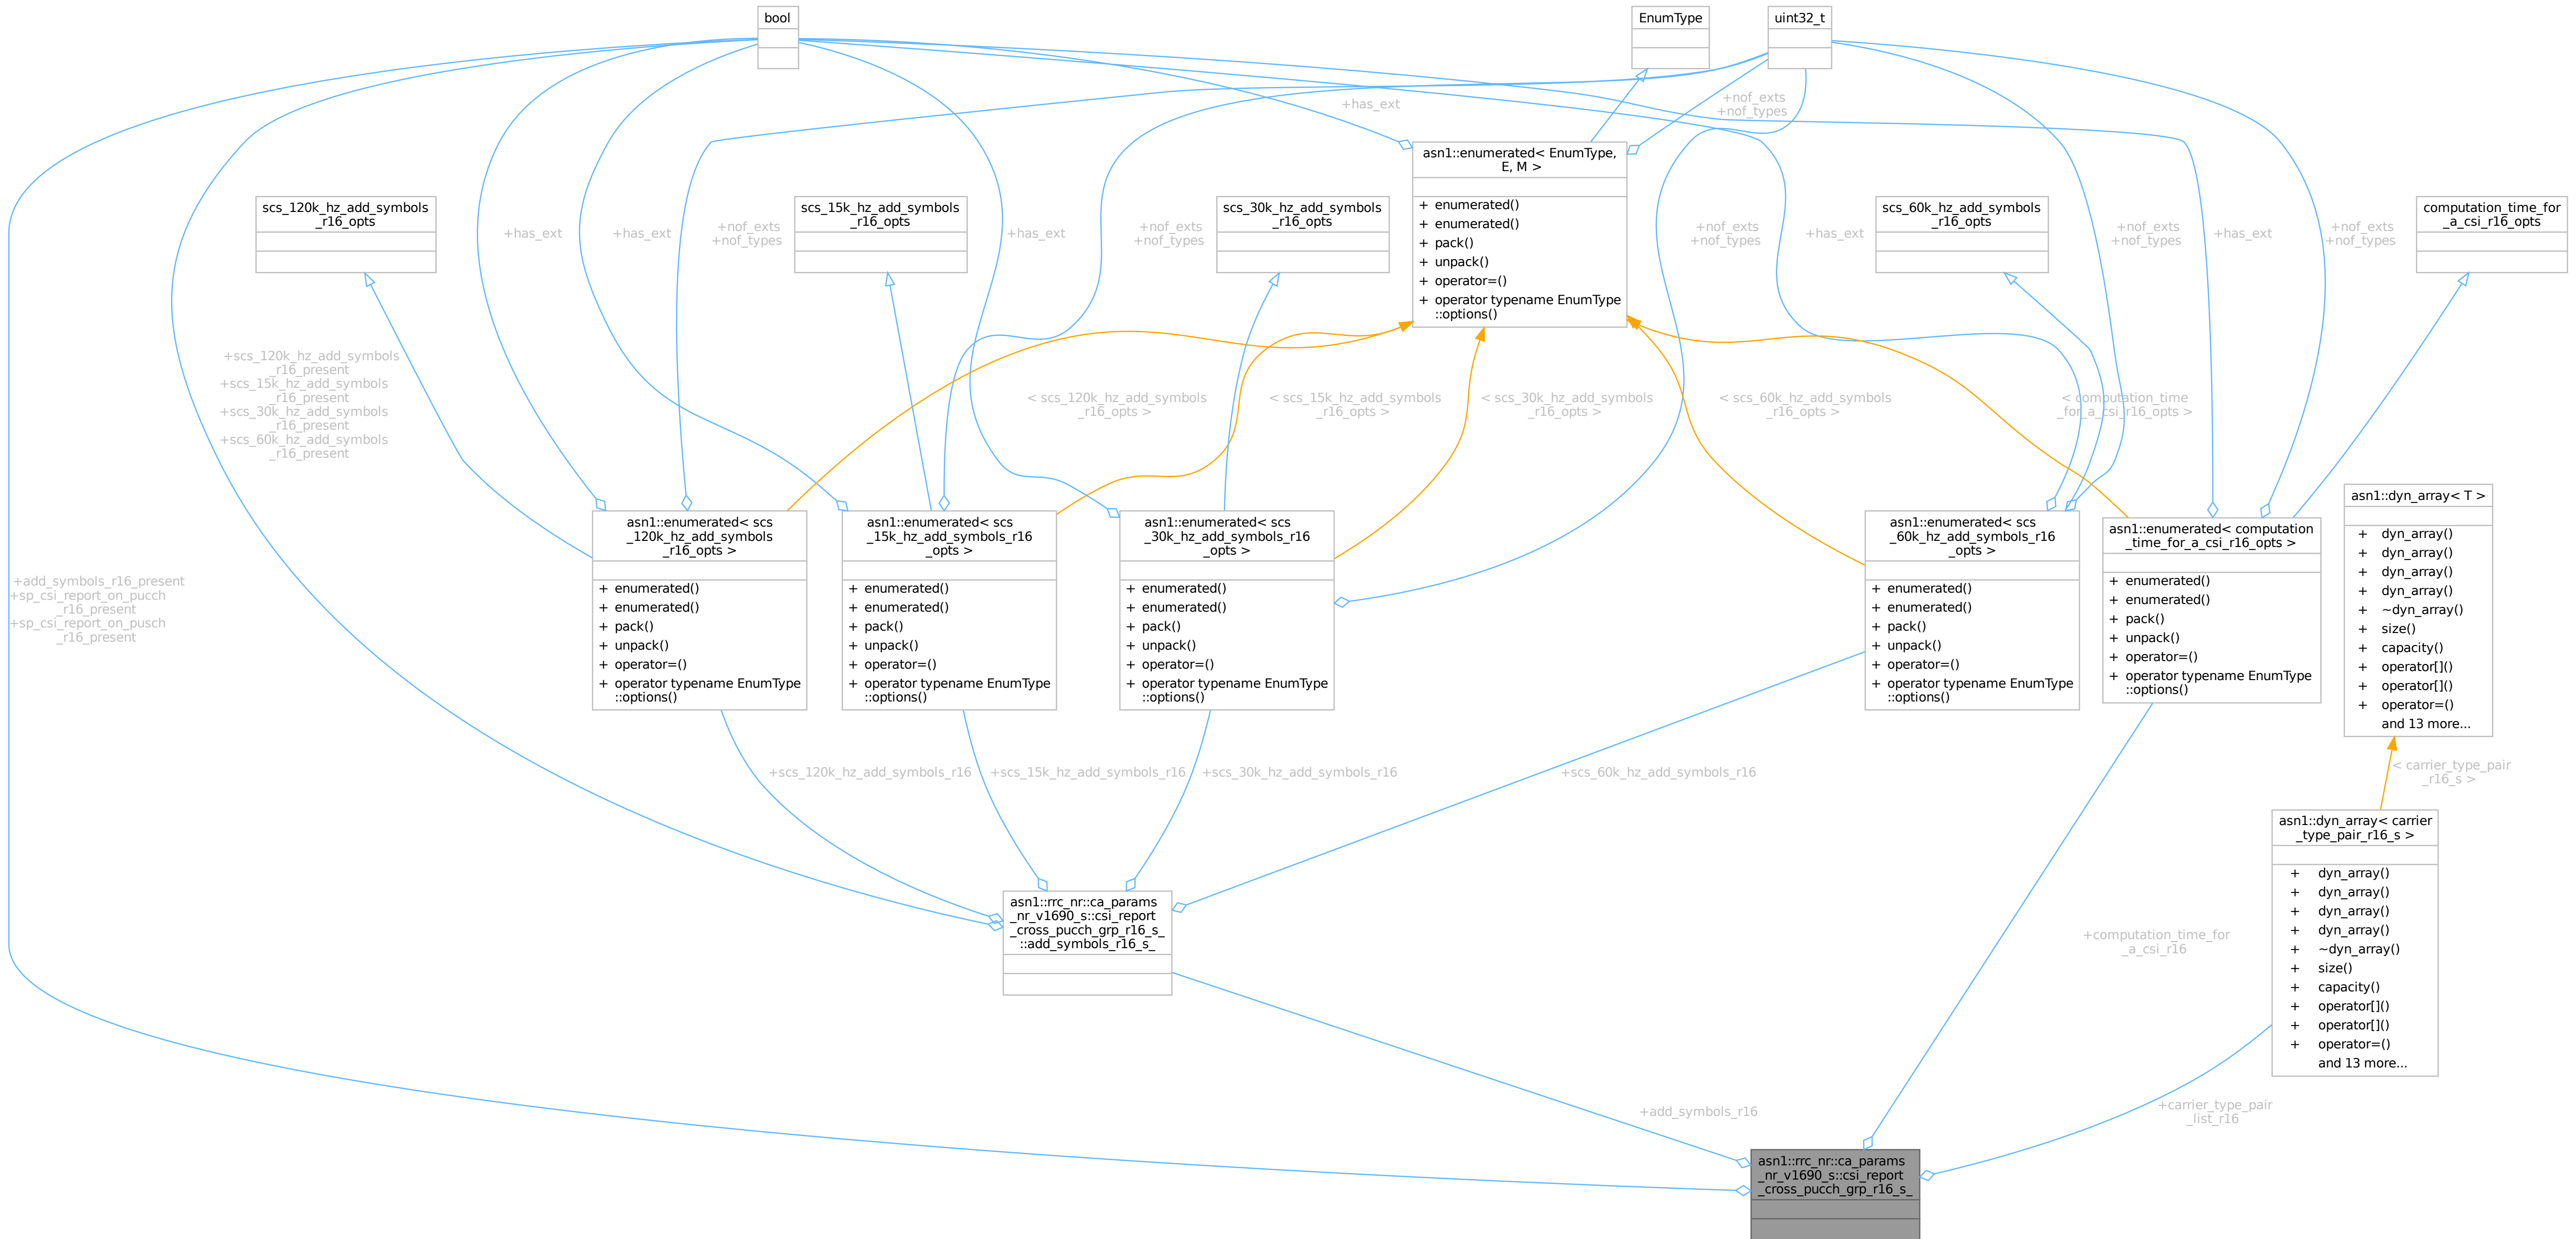 bool
EnumType
uint32_t
+has_ext
+nof_exts
+nof_types
asn1::enumerated< EnumType,
E, M >
+ enumerated()
+ enumerated()
+ pack()
+ unpack()
+ operator=()
+ operator typename EnumType
::options()
scs_120k_hz_add_symbols
_r16_opts
scs_15k_hz_add_symbols
_r16_opts
scs_30k_hz_add_symbols
_r16_opts
scs_60k_hz_add_symbols
_r16_opts
computation_time_for
_a_csi_r16_opts
+has_ext
+has_ext
+nof_exts
+nof_types
+nof_exts
+nof_types
+has_ext
+nof_exts
+nof_types
+has_ext
+nof_exts
+nof_types
+has_ext
+nof_exts
+nof_types
+scs_120k_hz_add_symbols
_r16_present
+scs_15k_hz_add_symbols
_r16_present
+scs_30k_hz_add_symbols
_r16_present
+scs_60k_hz_add_symbols
_r16_present
< scs_120k_hz_add_symbols
_r16_opts >
< scs_15k_hz_add_symbols
_r16_opts >
< scs_30k_hz_add_symbols
_r16_opts >
< scs_60k_hz_add_symbols
_r16_opts >
< computation_time
_for_a_csi_r16_opts >
+add_symbols_r16_present
+sp_csi_report_on_pucch
_r16_present
+sp_csi_report_on_pusch
_r16_present
asn1::enumerated< scs
_120k_hz_add_symbols
_r16_opts >
+ enumerated()
+ enumerated()
+ pack()
+ unpack()
+ operator=()
+ operator typename EnumType
::options()
asn1::enumerated< scs
_15k_hz_add_symbols_r16
_opts >
+ enumerated()
+ enumerated()
+ pack()
+ unpack()
+ operator=()
+ operator typename EnumType
::options()
asn1::enumerated< scs
_30k_hz_add_symbols_r16
_opts >
+ enumerated()
+ enumerated()
+ pack()
+ unpack()
+ operator=()
+ operator typename EnumType
::options()
asn1::enumerated< scs
_60k_hz_add_symbols_r16
_opts >
+ enumerated()
+ enumerated()
+ pack()
+ unpack()
+ operator=()
+ operator typename EnumType
::options()
asn1::enumerated< computation
_time_for_a_csi_r16_opts >
+ enumerated()
+ enumerated()
+ pack()
+ unpack()
+ operator=()
+ operator typename EnumType
::options()
asn1::dyn_array< T >
+ dyn_array()
+ dyn_array()
+ dyn_array()
+ dyn_array()
+ ~dyn_array()
+ size()
+ capacity()
+ operator[]()
+ operator[]()
+ operator=()
and 13 more...
+scs_120k_hz_add_symbols_r16
+scs_15k_hz_add_symbols_r16
+scs_30k_hz_add_symbols_r16
+scs_60k_hz_add_symbols_r16
< carrier_type_pair
_r16_s >
asn1::dyn_array< carrier
_type_pair_r16_s >
+ dyn_array()
+ dyn_array()
+ dyn_array()
+ dyn_array()
+ ~dyn_array()
+ size()
+ capacity()
+ operator[]()
+ operator[]()
+ operator=()
and 13 more...
asn1::rrc_nr::ca_params
_nr_v1690_s::csi_report
_cross_pucch_grp_r16_s_
::add_symbols_r16_s_
+computation_time_for
_a_csi_r16
+add_symbols_r16
+carrier_type_pair
_list_r16
asn1::rrc_nr::ca_params
_nr_v1690_s::csi_report
_cross_pucch_grp_r16_s_